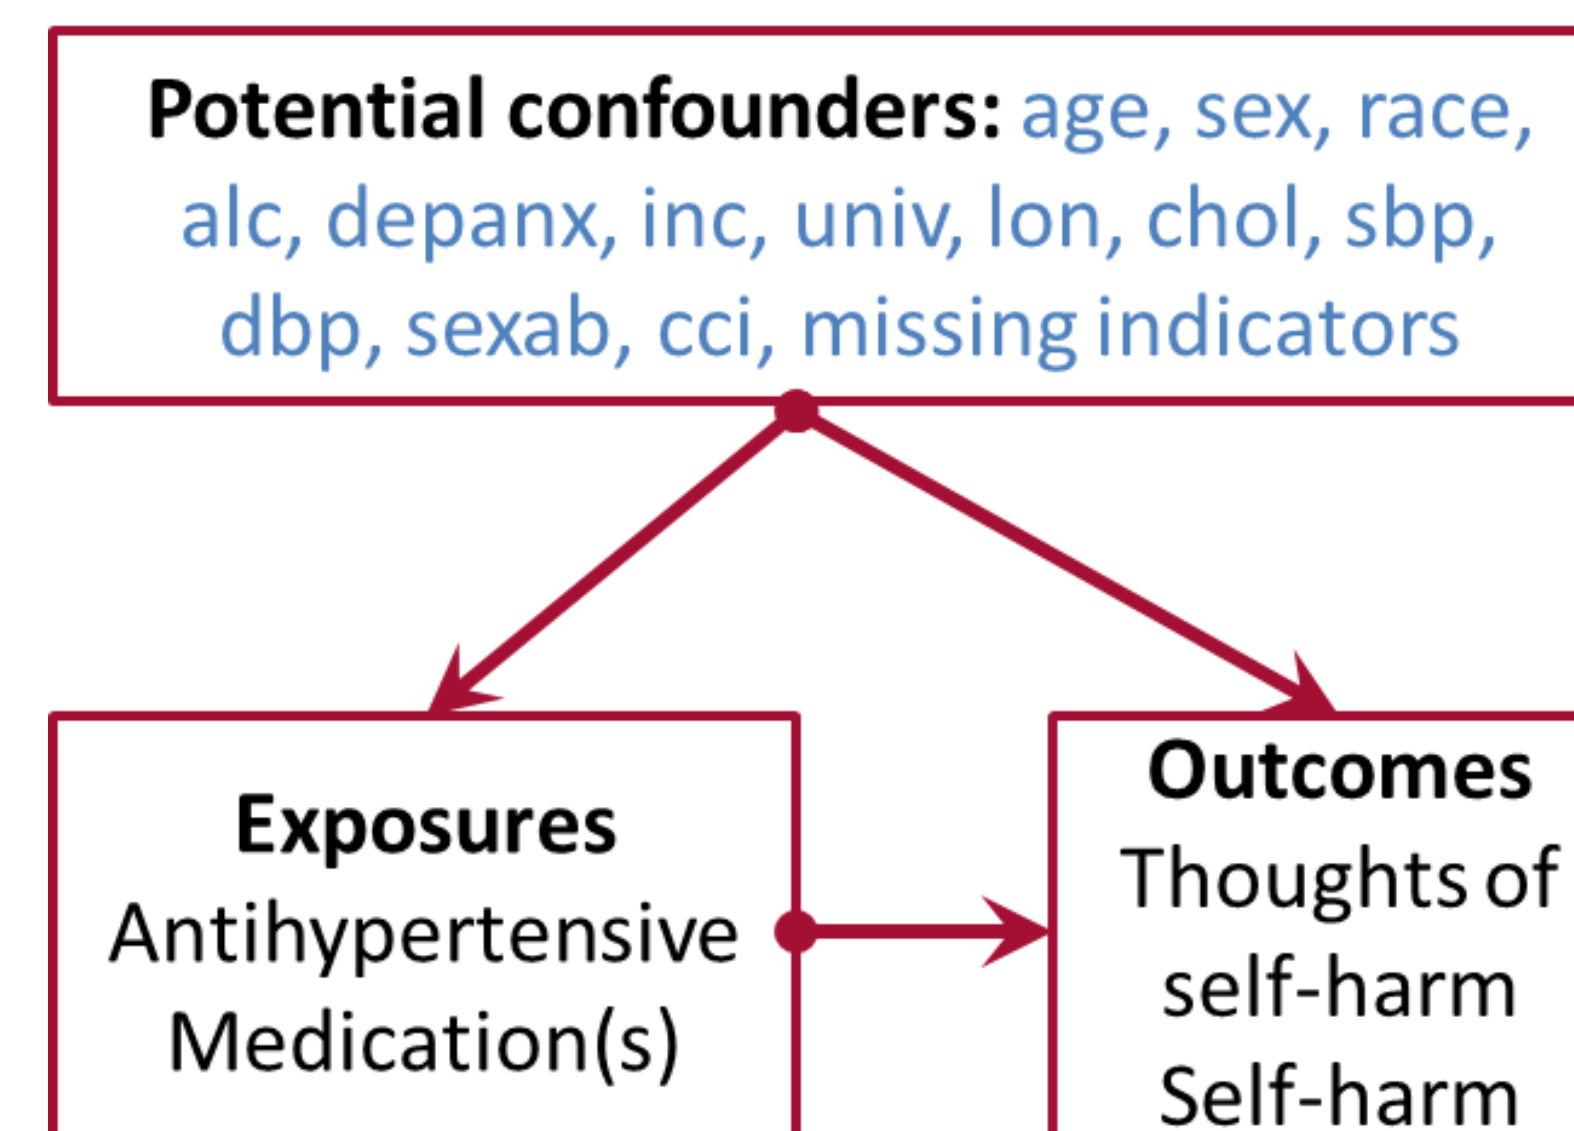 Potential confounders: age, sex, race,
alc, depanx, inc, univ, lon, chol, sbp,
dbp, sexab, cci, missing indicators
Exposures
Antihypertensive
Medication(s)
Outcomes
Thoughts of
self-harm
Self-harm